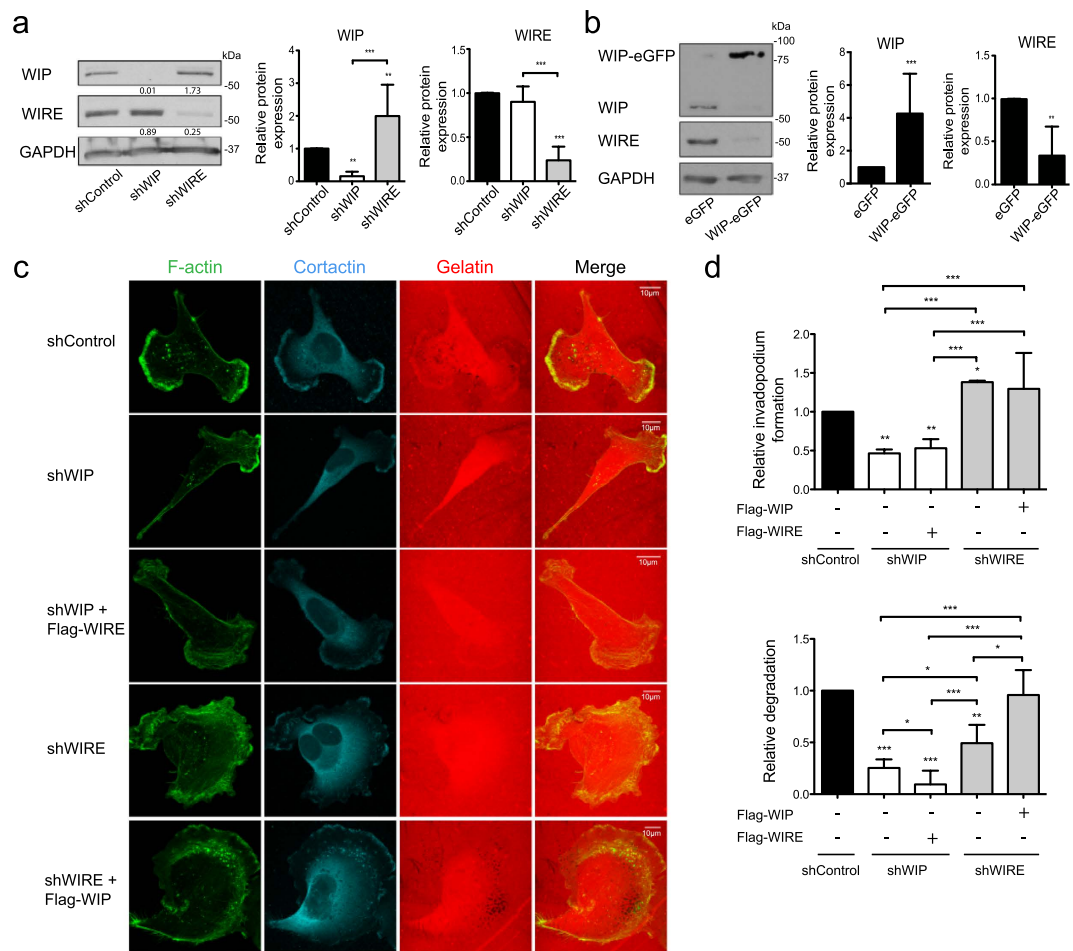 a
WIP
WIRE
GAPDH
kDa
-50
-50
-37
0.01 1.73
0.89 0.25
shControl
shWIP
shWIRE
WIP
Relative protein
expression
4
3
2
1
0
***
**
**
shControl
shWIP
shWIRE
WIRE
Relative protein
expression
1.5
1.0
0.5
0.0
***
***
shControl
shWIP
shWIRE
b
WIP-eGFP
WIP
WIRE
GAPDH
kDa
-100
-75
-50
-50
-37
eGFP
WIP-eGFP
WIP
Relative protein
expression
8
6
4
2
0
***
eGFP
WIP-eGFP
WIRE
Relative protein
expression
1.5
1.0
0.5
0.0
**
eGFP
WIP-eGFP
c
F-actin Cortactin Gelatin Merge
shControl
10µm
shWIP
10µm
shWIP +
Flag-WIRE
10µm
shWIRE
10µm
shWIRE +
Flag-WIP
10µm
d
Relative invadopodium
formation
2.0
1.5
1.0
0.5
0.0
***
***
***
***
** ** *
Flag-WIP - - - - +
Flag-WIRE - - + - -
shControl shWIP shWIRE
Relative degradation
1.5
1.0
0.5
0.0
***
***
* *
***
*
*** *** **
Flag-WIP - - - - +
Flag-WIRE - - + - -
shControl shWIP shWIRE